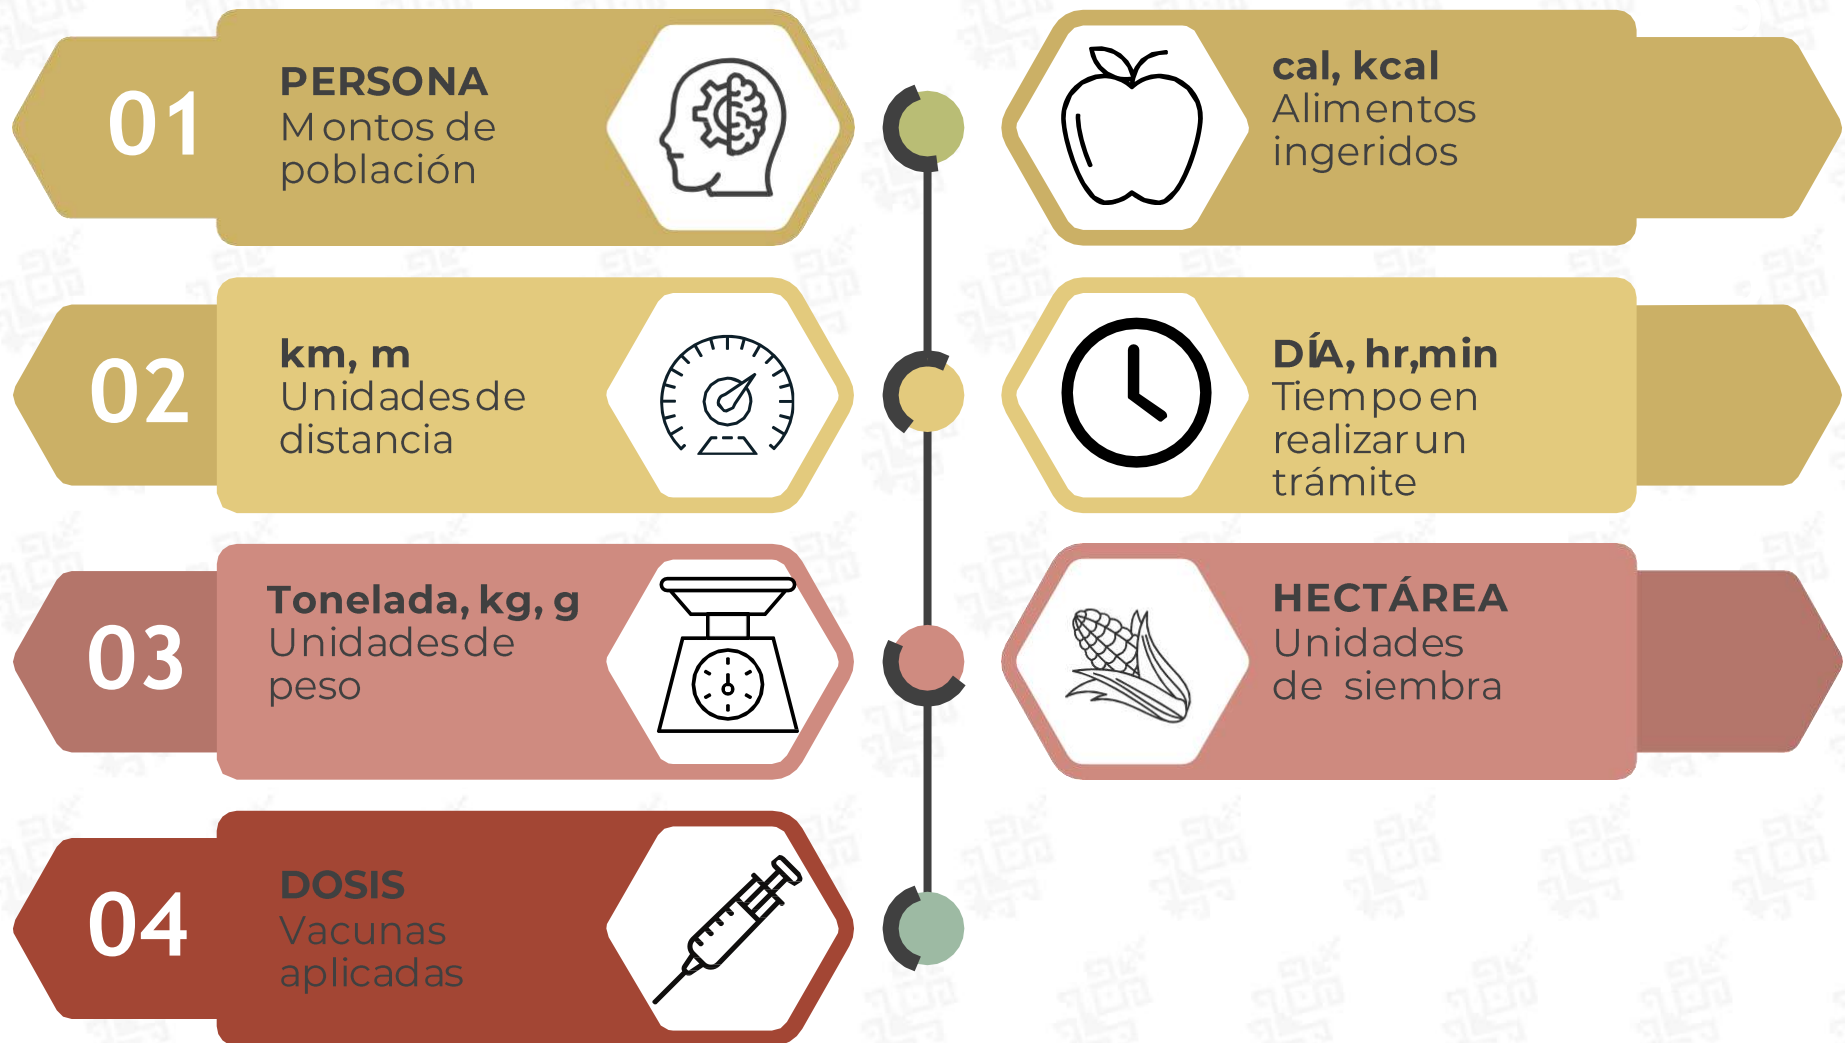 01
PERSONA
Montos de
población
cal, kcal
Alimentos
ingeridos
02
km, m
Unidades de
distancia
DÍA, hr,min
Tiempo en
realizar un
trámite
03
Tonelada, kg, g
Unidades de
peso
HECTÁREA
Unidades
de siembra
04
DOSIS
Vacunas
aplicadas